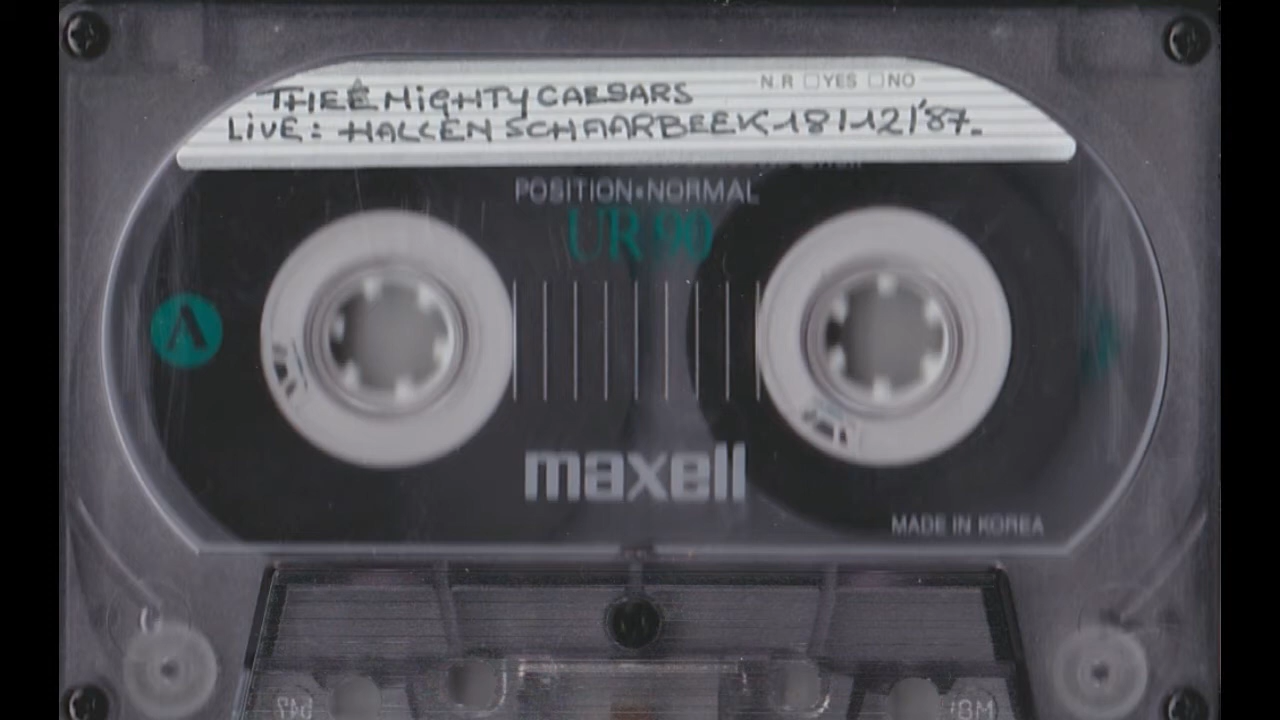 THEE MIGHTY CAESARS
N.R □YES □NO
LIVE: HALLEN SCHAARBEEK 18/12/'87.
POSITION•NORMAL
UR 90
A
maxell
MADE IN KOREA